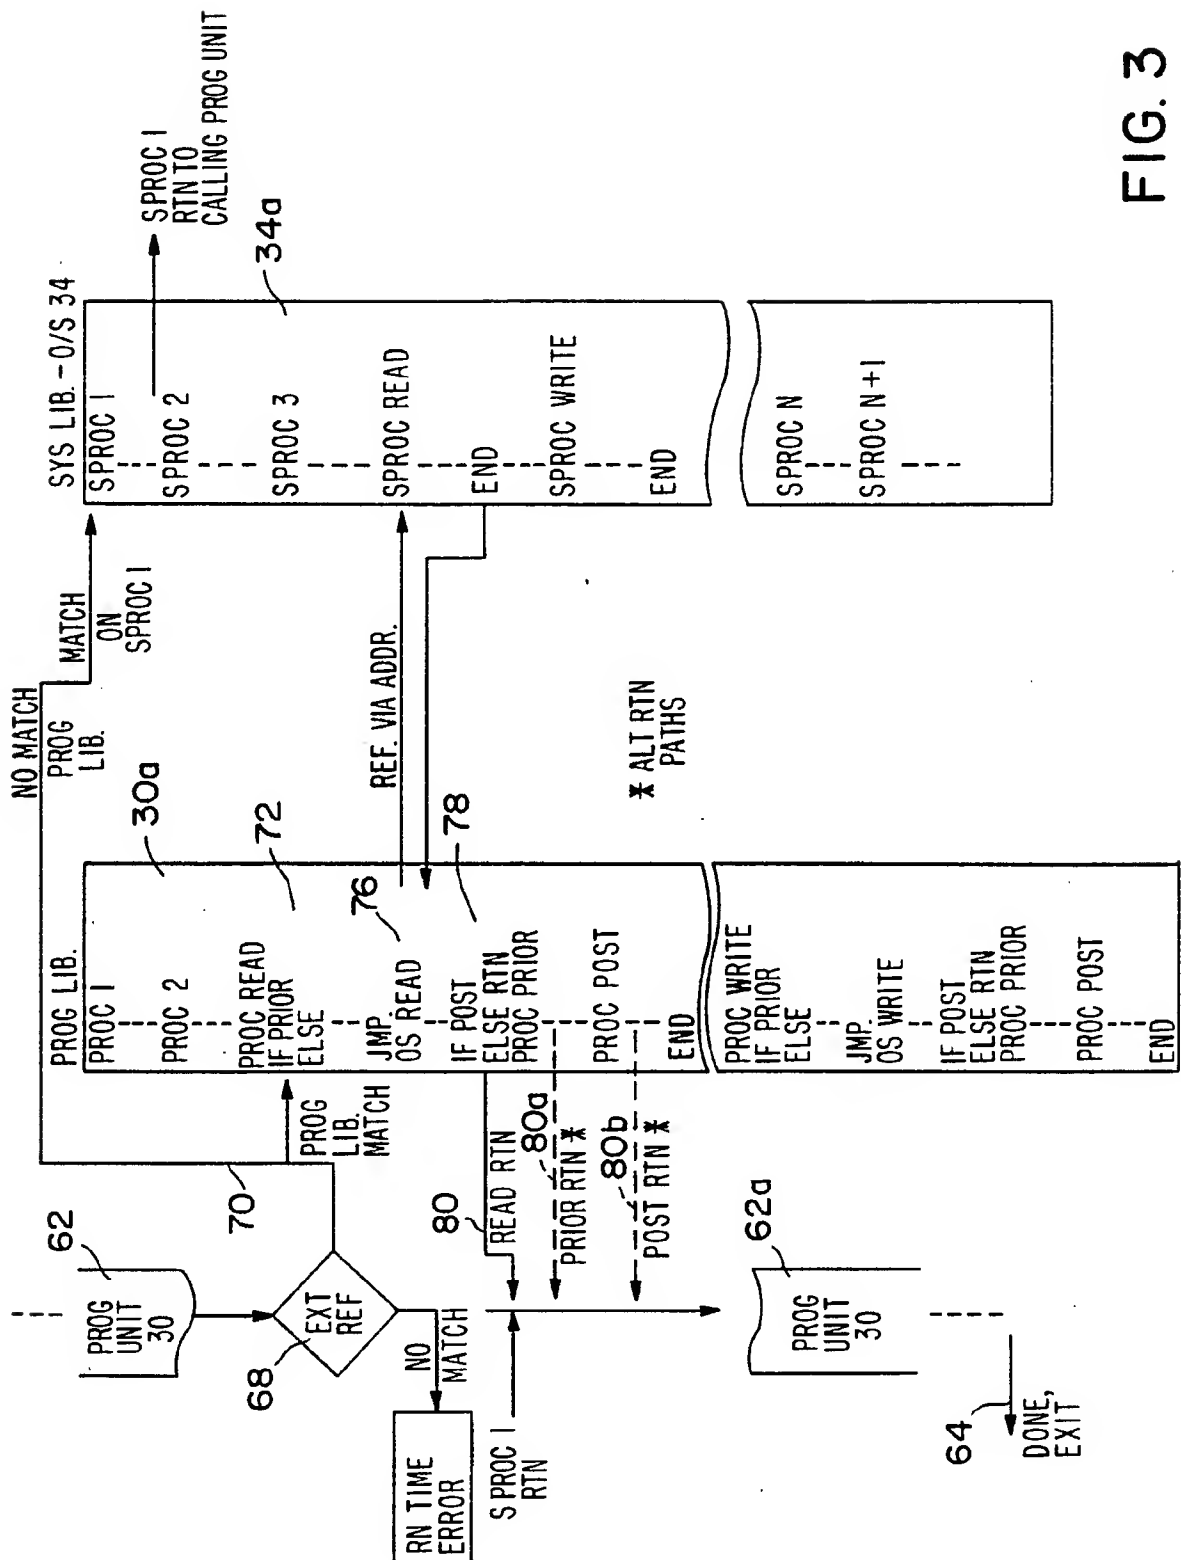 PROG
UNIT
30
62
EXT
REF
68
NO
MATCH
RN TIME
ERROR
SPROC 1
RTN
70
PROG
LIB.
MATCH
NO MATCH
PROG
LIB.
MATCH
ON
SPROC 1
PROG LIB.
PROC 1
PROC 2
PROC READ
IF PRIOR
ELSE
JMP.
OS READ
IF POST
ELSE RTN
PROC PRIOR
PROC POST
END
PROC WRITE
IF PRIOR
ELSE
JMP.
OS WRITE
IF POST
ELSE RTN
PROC PRIOR
PROC POST
END
30a
72
76
78
80
READ RTN
80a
PRIOR RTN *
80b
POST RTN *
62a
PROG
UNIT
30
64
DONE,
EXIT
REF. VIA ADDR.
* ALT RTN
PATHS
SYS LIB. - O/S 34
SPROC 1
SPROC 2
SPROC 3
SPROC READ
END
SPROC WRITE
END
SPROC N
SPROC N+1
34a
SPROC 1
RTN TO
CALLING PROG UNIT
FIG. 3